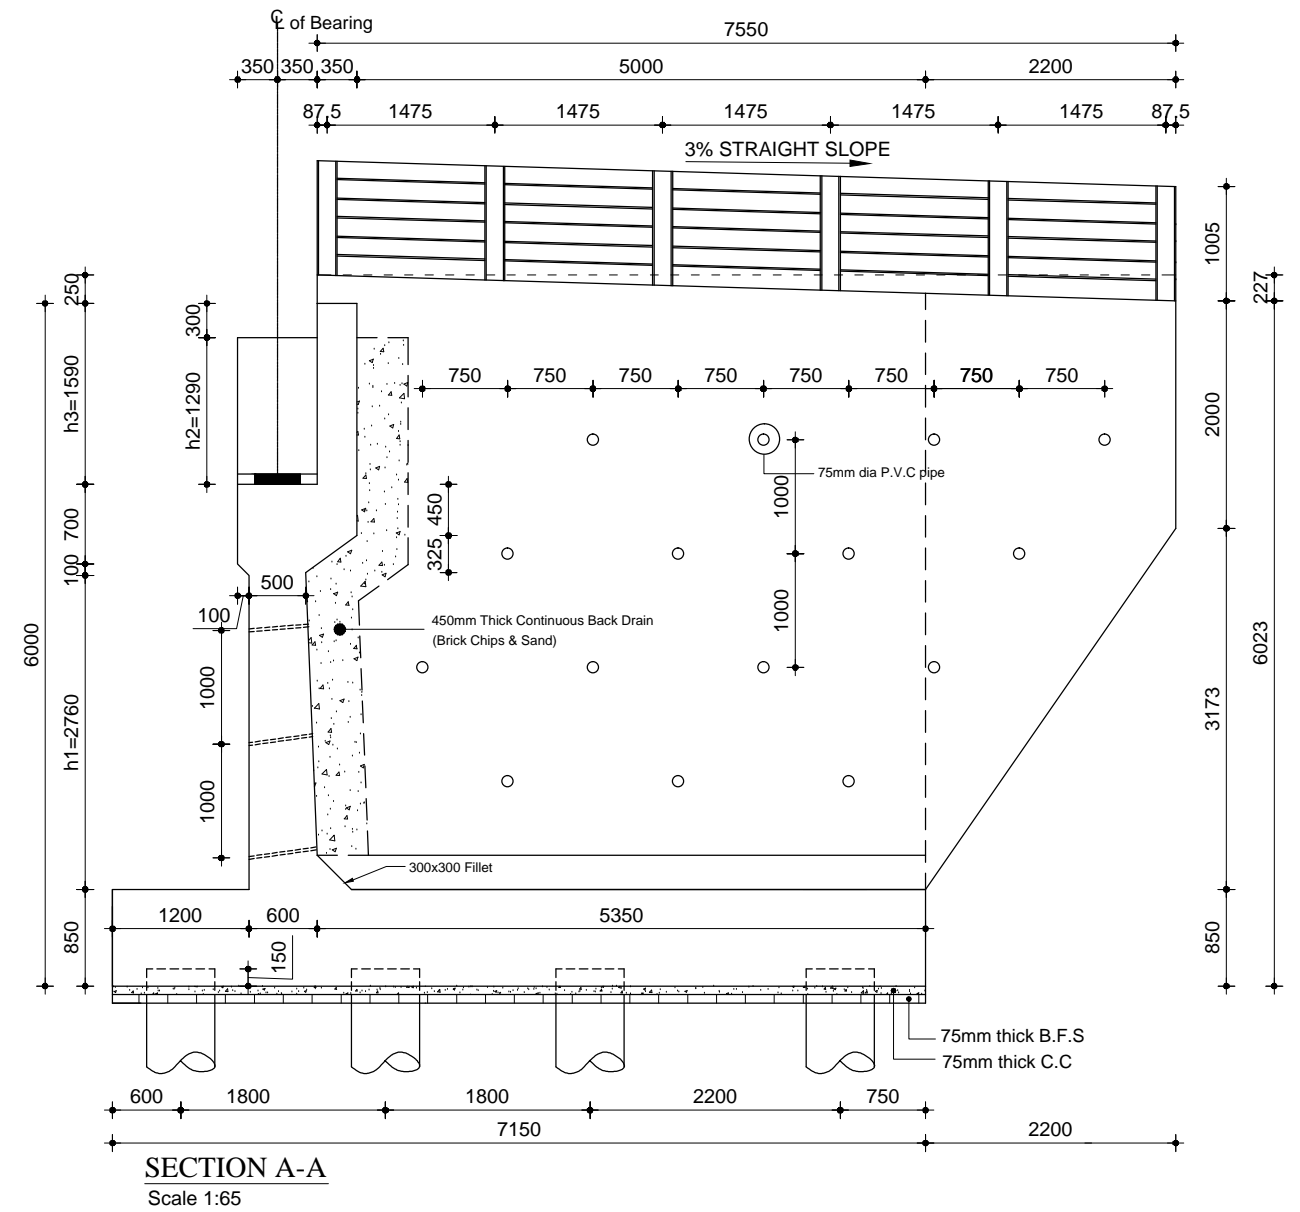 ℄ of Bearing
7550
350 350 350 5000 2200
87.5 1475 1475 1475 1475 1475 87.5
3% STRAIGHT SLOPE
1005
250
227
300
h3=1590
h2=1290
750 750 750 750 750 750 750 750
2000
75mm dia P.V.C pipe
1000
450
700
325
100
500
100
1000
450mm Thick Continuous Back Drain
(Brick Chips & Sand)
6000
6023
1000
3173
h1=2760
1000
300x300 Fillet
1200 600 5350
850
150
850
75mm thick B.F.S
75mm thick C.C
600 1800 1800 2200 750
7150 2200
SECTION A-A
Scale 1:65